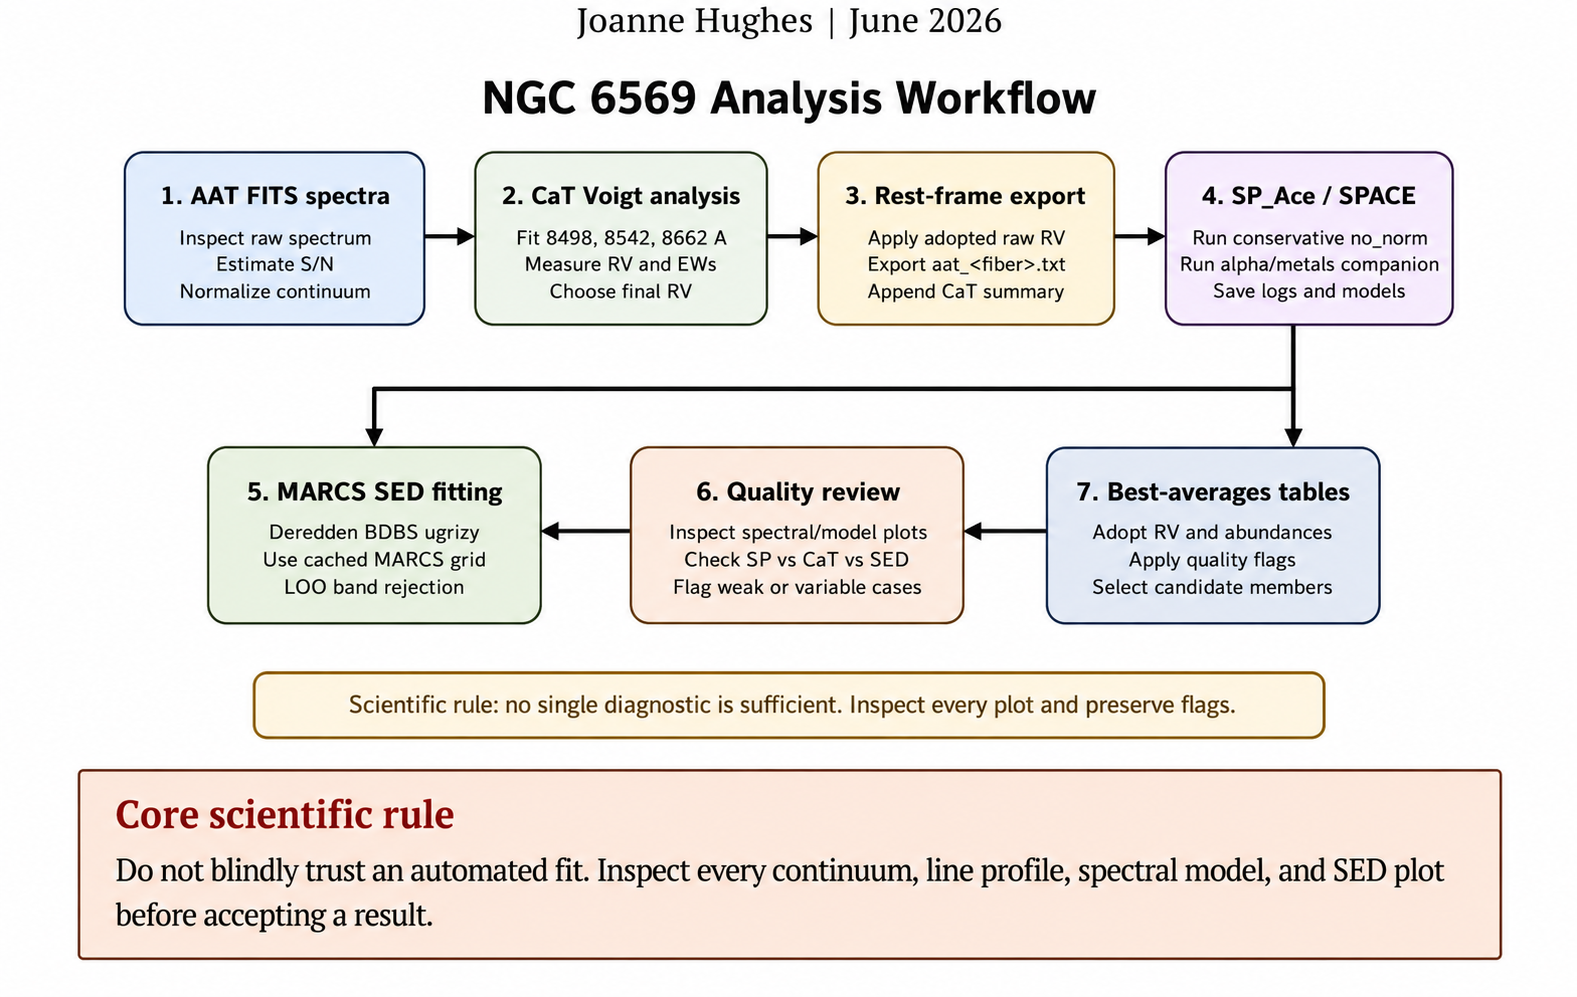 Joanne Hughes | June 2026
NGC 6569 Analysis Workflow
1. AAT FITS spectra
Inspect raw spectrum
Estimate S/N
Normalize continuum
2. CaT Voigt analysis
Fit 8498, 8542, 8662 A
Measure RV and EWs
Choose final RV
3. Rest-frame export
Apply adopted raw RV
Export aat_<fiber>.txt
Append CaT summary
4. SP_Ace / SPACE
Run conservative no_norm
Run alpha/metals companion
Save logs and models
5. MARCS SED fitting
Deredden BDBS ugrizy
Use cached MARCS grid
LOO band rejection
6. Quality review
Inspect spectral/model plots
Check SP vs CaT vs SED
Flag weak or variable cases
7. Best-averages tables
Adopt RV and abundances
Apply quality flags
Select candidate members
Scientific rule: no single diagnostic is sufficient. Inspect every plot and preserve flags.
Core scientific rule
Do not blindly trust an automated fit. Inspect every continuum, line profile, spectral model, and SED plot
before accepting a result.